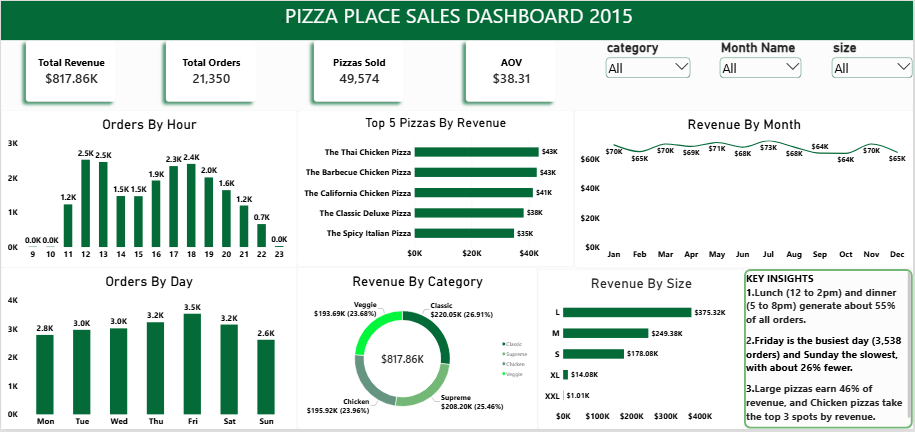 PIZZA PLACE SALES DASHBOARD 2015
Total Revenue
$817.86K
Total Orders
21,350
Pizzas Sold
49,574
AOV
$38.31
category
All
Month Name
All
size
All
Orders By Hour
3K
2K
1K
0K
0.0K 0.0K 1.2K 2.5K 2.5K 1.5K 1.5K 1.9K 2.3K 2.4K 2.0K 1.6K 1.2K 0.7K 0.0K
9 10 11 12 13 14 15 16 17 18 19 20 21 22 23
Top 5 Pizzas By Revenue
The Thai Chicken Pizza $43K
The Barbecue Chicken Pizza $43K
The California Chicken Pizza $41K
The Classic Deluxe Pizza $38K
The Spicy Italian Pizza $35K
$0K $20K $40K
Revenue By Month
$60K
$40K
$20K
$0K
$70K $65K $70K $69K $71K $68K $73K $68K $64K $64K $70K $65K
Jan Feb Mar Apr May Jun Jul Aug Sep Oct Nov Dec
Orders By Day
4K
3K
2K
1K
0K
2.8K 3.0K 3.0K 3.2K 3.5K 3.2K 2.6K
Mon Tue Wed Thu Fri Sat Sun
Revenue By Category
Veggie
$193.69K (23.68%)
Classic
$220.05K (26.91%)
$817.86K
Chicken
$195.92K (23.96%)
Supreme
$208.20K (25.46%)
Classic
Supreme
Chicken
Veggie
Revenue By Size
L $375.32K
M $249.38K
S $178.08K
XL $14.08K
XXL $1.01K
$0K $100K $200K $300K $400K
KEY INSIGHTS
1.Lunch (12 to 2pm) and dinner
(5 to 8pm) generate about 55%
of all orders.
2.Friday is the busiest day (3,538
orders) and Sunday the slowest,
with about 26% fewer.
3.Large pizzas earn 46% of
revenue, and Chicken pizzas take
the top 3 spots by revenue.